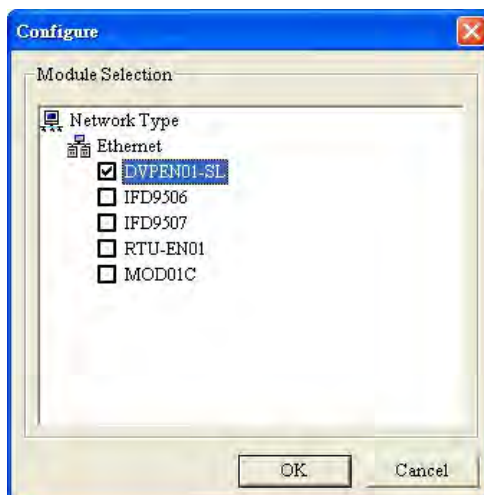 Configure
Module Selection
Network Type
Ethernet
DVPEN01-SL
IFD9506
IFD9507
RTU-EN01
MOD01C
OK
Cancel